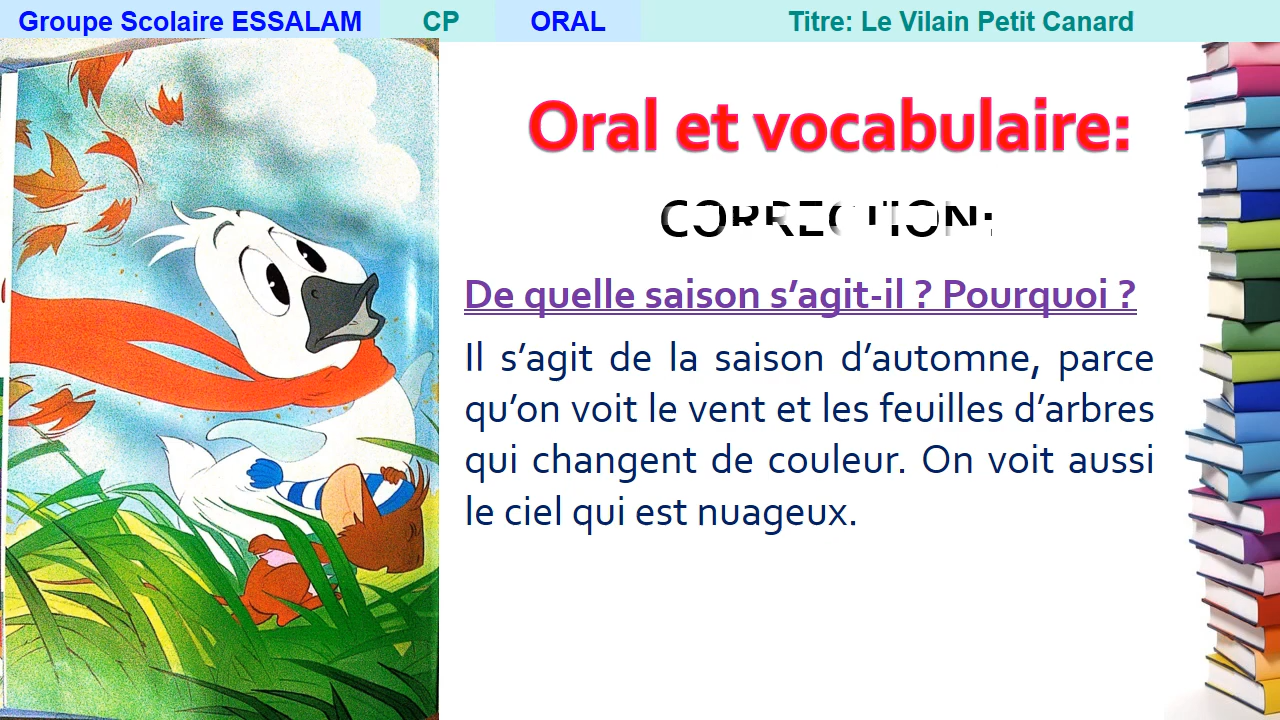 Groupe Scolaire ESSALAM CP ORAL Titre: Le Vilain Petit Canard
Oral et vocabulaire:
CORRECTION:
De quelle saison s’agit-il ? Pourquoi ?
Il s’agit de la saison d’automne, parce
qu’on voit le vent et les feuilles d’arbres
qui changent de couleur. On voit aussi
le ciel qui est nuageux.